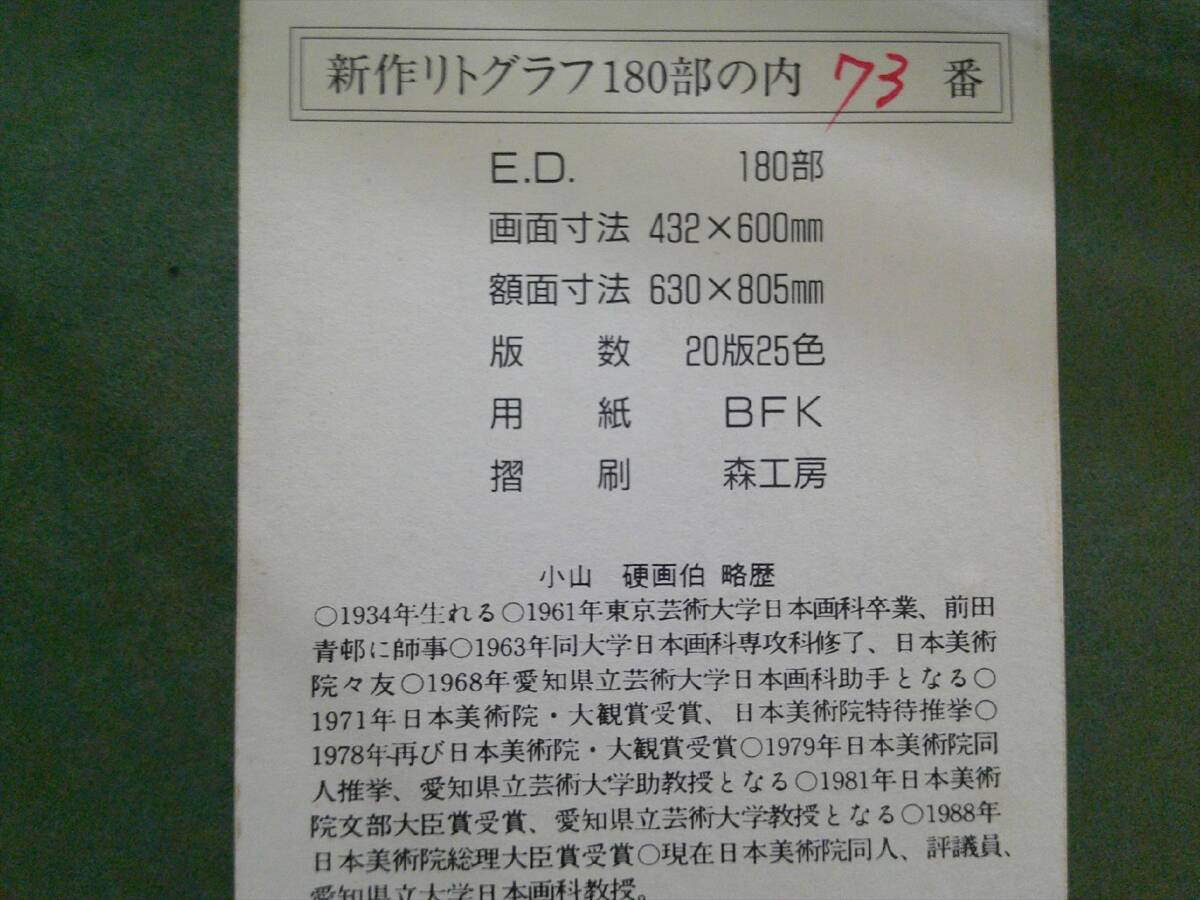 新作リトグラフ180部の内 73 番
E.D. 180部
画面寸法 432×600mm
額面寸法 630×805mm
版 数 20版25色
用 紙 BFK
摺 刷 森工房
小山 硬画伯 略歴
○1934年生れる○1961年東京芸術大学日本画科卒業、前田
青邨に師事○1963年同大学日本画科専攻科修了、日本美術
院々友○1968年愛知県立芸術大学日本画科助手となる○
1971年日本美術院・大観賞受賞、日本美術院特待推挙○
1978年再び日本美術院・大観賞受賞○1979年日本美術院同
人推挙、愛知県立芸術大学助教授となる○1981年日本美術
院文部大臣賞受賞、愛知県立芸術大学教授となる○1988年
日本美術院総理大臣賞受賞○現在日本美術院同人、評議員、
愛知県立大学日本画科教授。